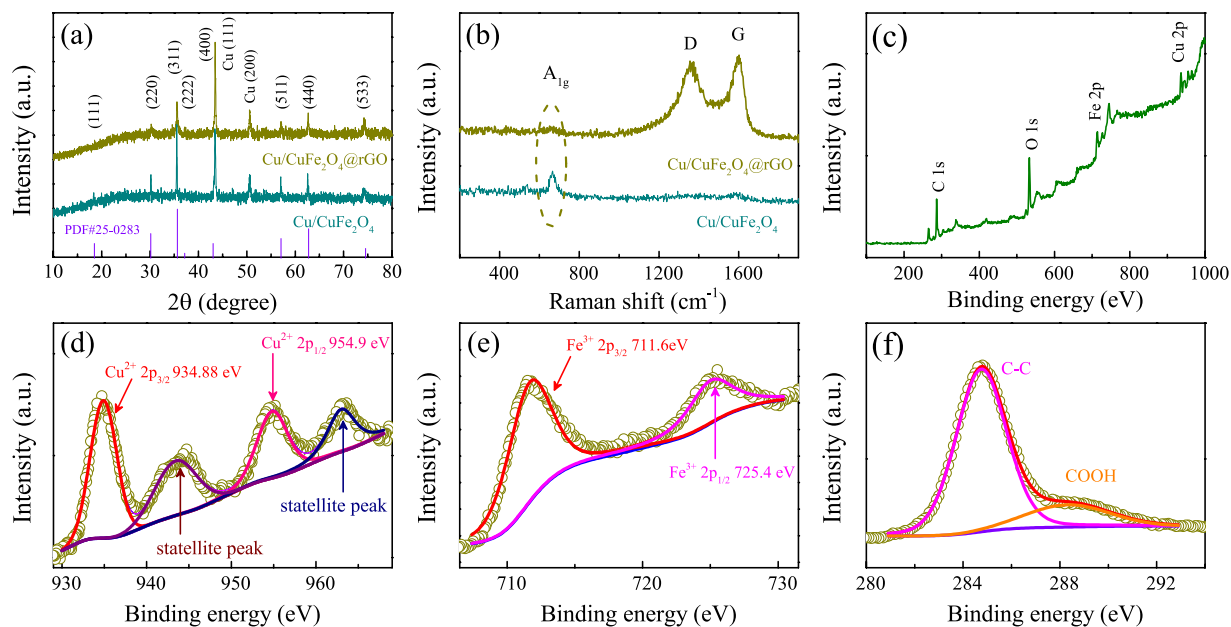 (a)
(111)
(220)
(311)
(222)
(400)
Cu (111)
Cu (200)
(511)
(440)
(533)
Cu/CuFe₂O₄@rGO
Cu/CuFe₂O₄
PDF#25-0283
10 20 30 40 50 60 70 80
2θ (degree)
Intensity (a.u.)
(b)
A₁g
D
G
Cu/CuFe₂O₄@rGO
Cu/CuFe₂O₄
400 800 1200 1600
Raman shift (cm⁻¹)
Intensity (a.u.)
(c)
C 1s
O 1s
Fe 2p
Cu 2p
200 400 600 800 1000
Binding energy (eV)
Intensity (a.u.)
(d)
Cu²⁺ 2p₃/₂ 934.88 eV
Cu²⁺ 2p₁/₂ 954.9 eV
statellite peak
statellite peak
930 940 950 960
Binding energy (eV)
Intensity (a.u.)
(e)
Fe³⁺ 2p₃/₂ 711.6eV
Fe³⁺ 2p₁/₂ 725.4 eV
710 720 730
Binding energy (eV)
Intensity (a.u.)
(f)
C-C
COOH
280 284 288 292
Binding energy (eV)
Intensity (a.u.)